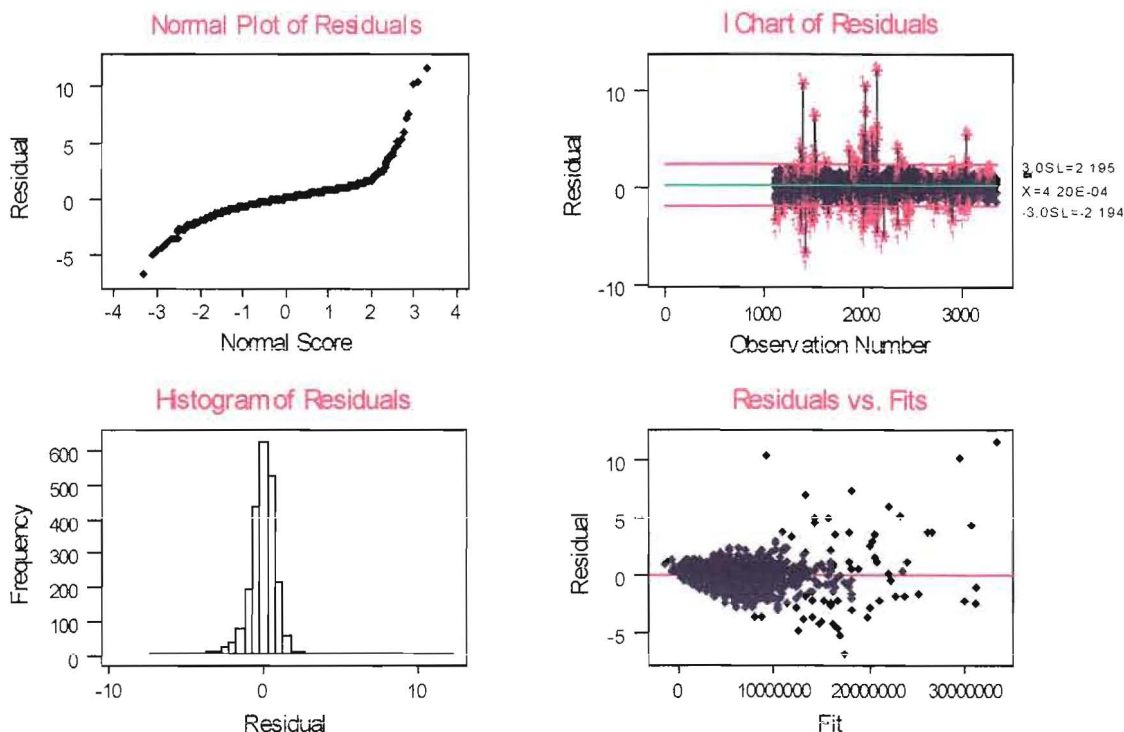 Normal Plot of Residuals
Residual
10
5
0
-5
-4 -3 -2 -1 0 1 2 3 4
Normal Score
I Chart of Residuals
Residual
10
0
-10
0 1000 2000 3000
Observation Number
3.0SL=2 195
X=4 20E-04
-3.0SL=-2 194
Histogram of Residuals
Frequency
600
500
400
300
200
100
0
-10 0 10
Residual
Residuals vs. Fits
Residual
10
5
0
-5
0 10000000 20000000 30000000
Fit